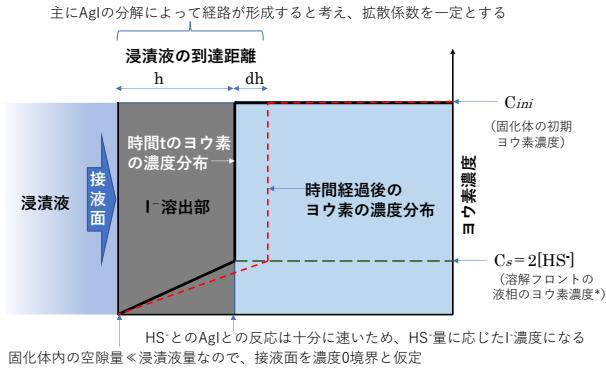 主にAgIの分解によって経路が形成すると考え、拡散係数を一定とする
浸漬液の到達距離
h
dh
Cini
(固化体の初期
ヨウ素濃度)
時間tのヨウ素
の濃度分布
接液面
浸漬液
I⁻溶出部
時間経過後の
ヨウ素の濃度分布
ヨウ素濃度
Cs=2[HS⁻]
(溶解フロントの
液相のヨウ素濃度*)
HS⁻とのAgIとの反応は十分に速いため、HS⁻量に応じたI⁻濃度になる
固化体内の空隙量≪浸漬液量なので、接液面を濃度0境界と仮定